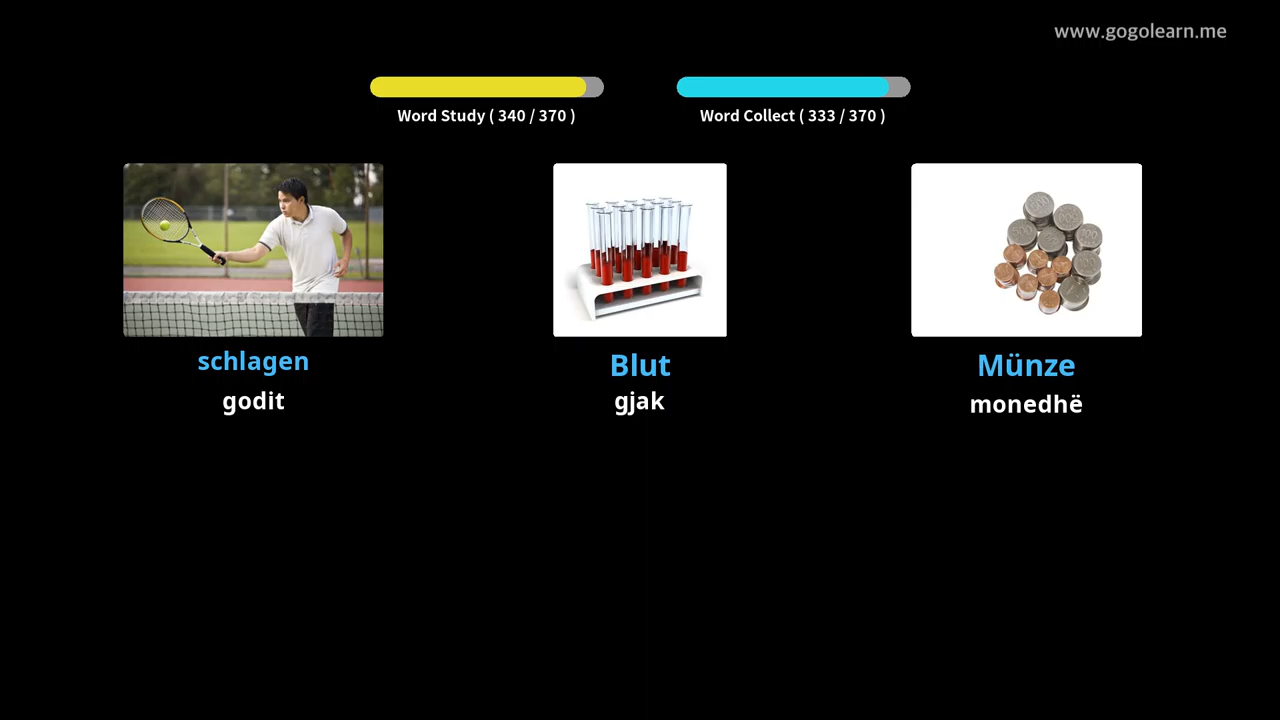 www.gogolearn.me
Word Study ( 340 / 370 )
Word Collect ( 333 / 370 )
schlagen
godit
Blut
gjak
Münze
monedhë